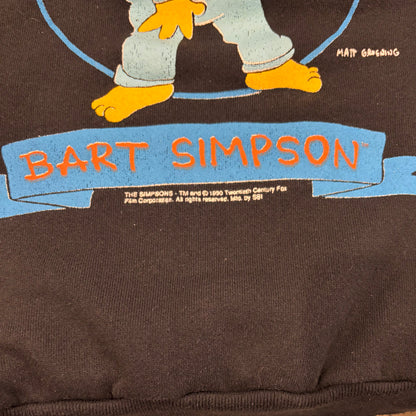 MATT GROENING
BART SIMPSON™
THE SIMPSONS - TM and © 1990 Twentieth Century Fox
Film Corporation. All rights reserved. Mfg. by SSI